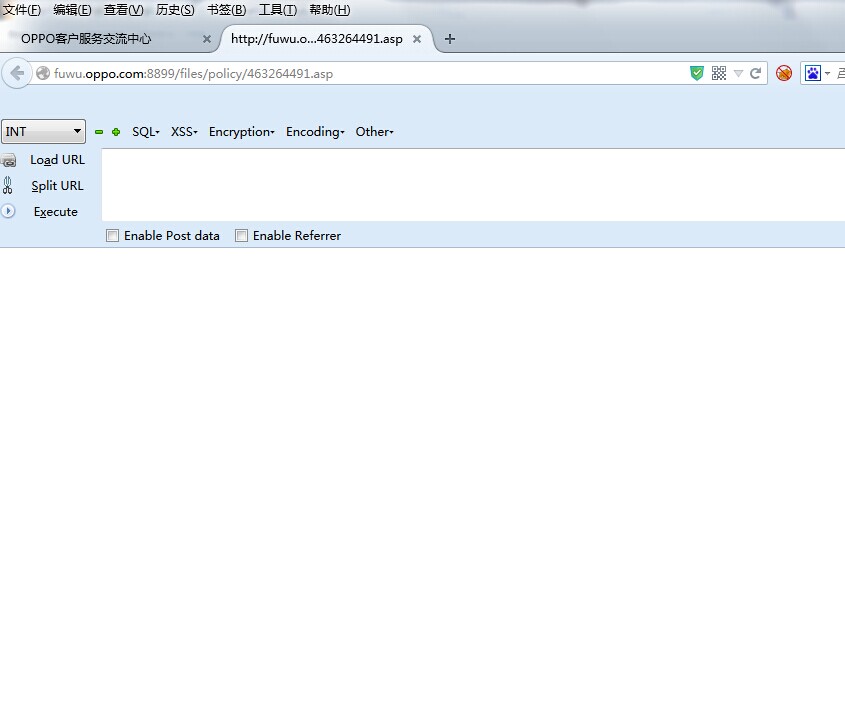 文件(F) 编辑(E) 查看(V) 历史(S) 书签(B) 工具(T) 帮助(H)
OPPO客户服务交流中心 http://fuwu.o...463264491.asp
fuwu.oppo.com:8899/files/policy/463264491.asp
INT SQL XSS Encryption Encoding Other
Load URL
Split URL
Execute
Enable Post data Enable Referrer